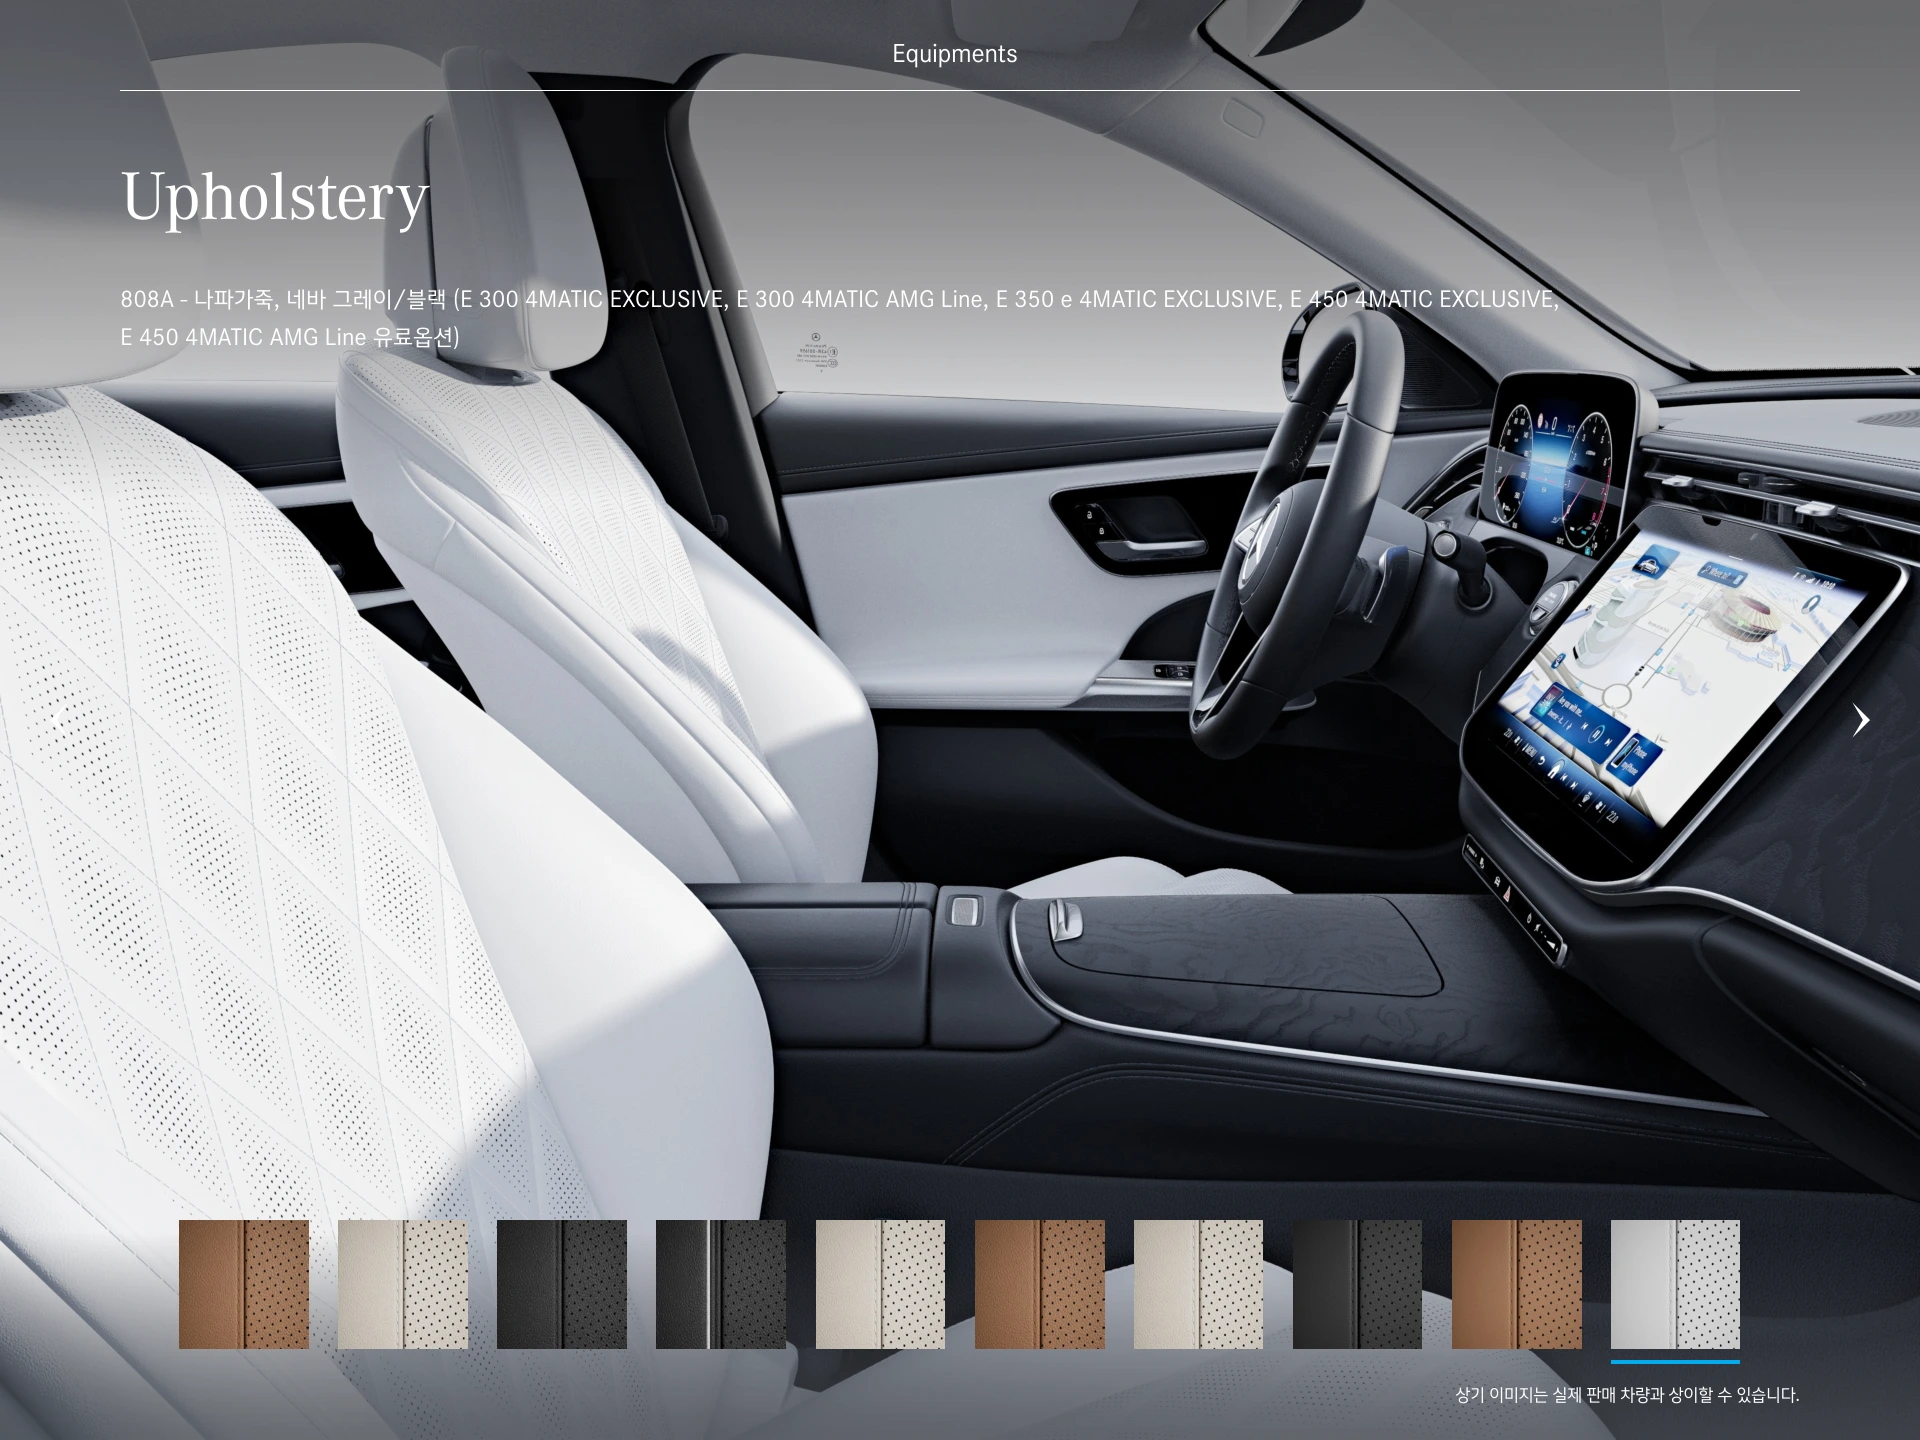 Equipments
Upholstery
808A - 나파가죽, 네바 그레이/블랙 (E 300 4MATIC EXCLUSIVE, E 300 4MATIC AMG Line, E 350 e 4MATIC EXCLUSIVE, E 450 4MATIC EXCLUSIVE,
E 450 4MATIC AMG Line 유료옵션)
상기 이미지는 실제 판매 차량과 상이할 수 있습니다.